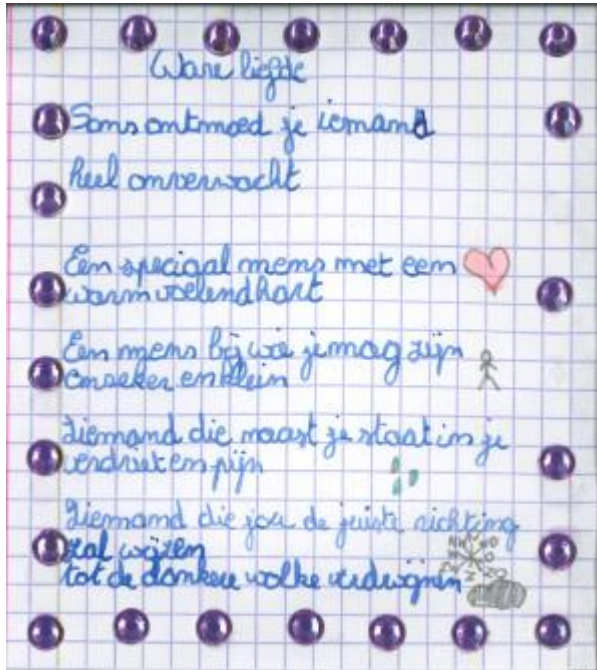 Ware liefde
Soms ontmoed je iemand
heel onverwacht
Een speciaal mens met een
warm voelend hart
Een mens bij wie je mag zijn
onzeker en klein
Iemand die naast je staat in je
verdriet en pijn
Iemand die jou de juiste richting
zal wijzen
tot de donkere wolke verdwijnen